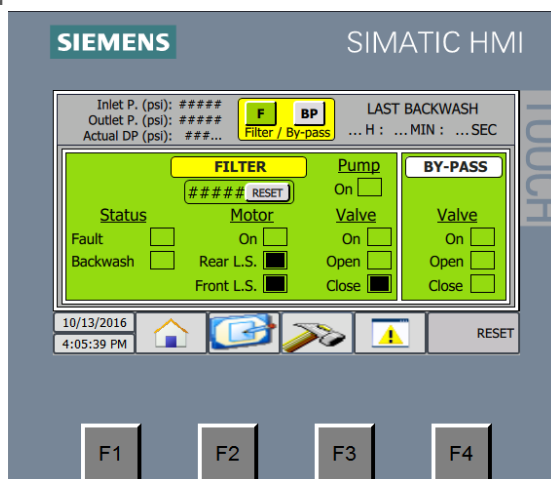 SIEMENS SIMATIC HMI
TOUCH
Inlet P. (psi): #####
Outlet P. (psi): #####
Actual DP (psi): ###...
F BP
Filter / By-pass
LAST BACKWASH
...H : ...MIN : ...SEC
FILTER Pump BY-PASS
##### RESET On
Status Motor Valve Valve
Fault On On On
Backwash Rear L.S. Open Open
Front L.S. Close Close
10/13/2016
4:05:39 PM
RESET
F1 F2 F3 F4